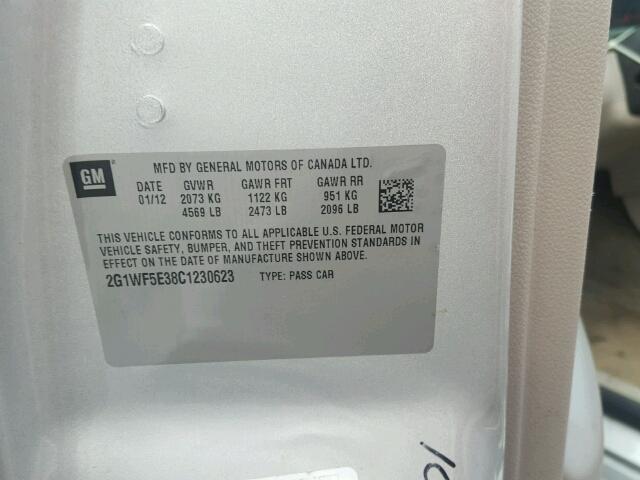 GM
MFD BY GENERAL MOTORS OF CANADA LTD.
DATE GVWR GAWR FRT GAWR RR
01/12 2073 KG 1122 KG 951 KG
4569 LB 2473 LB 2096 LB
THIS VEHICLE CONFORMS TO ALL APPLICABLE U.S. FEDERAL MOTOR
VEHICLE SAFETY, BUMPER, AND THEFT PREVENTION STANDARDS IN
EFFECT ON THE DATE OF MANUFACTURE SHOWN ABOVE.
2G1WF5E38C1230623 TYPE: PASS CAR